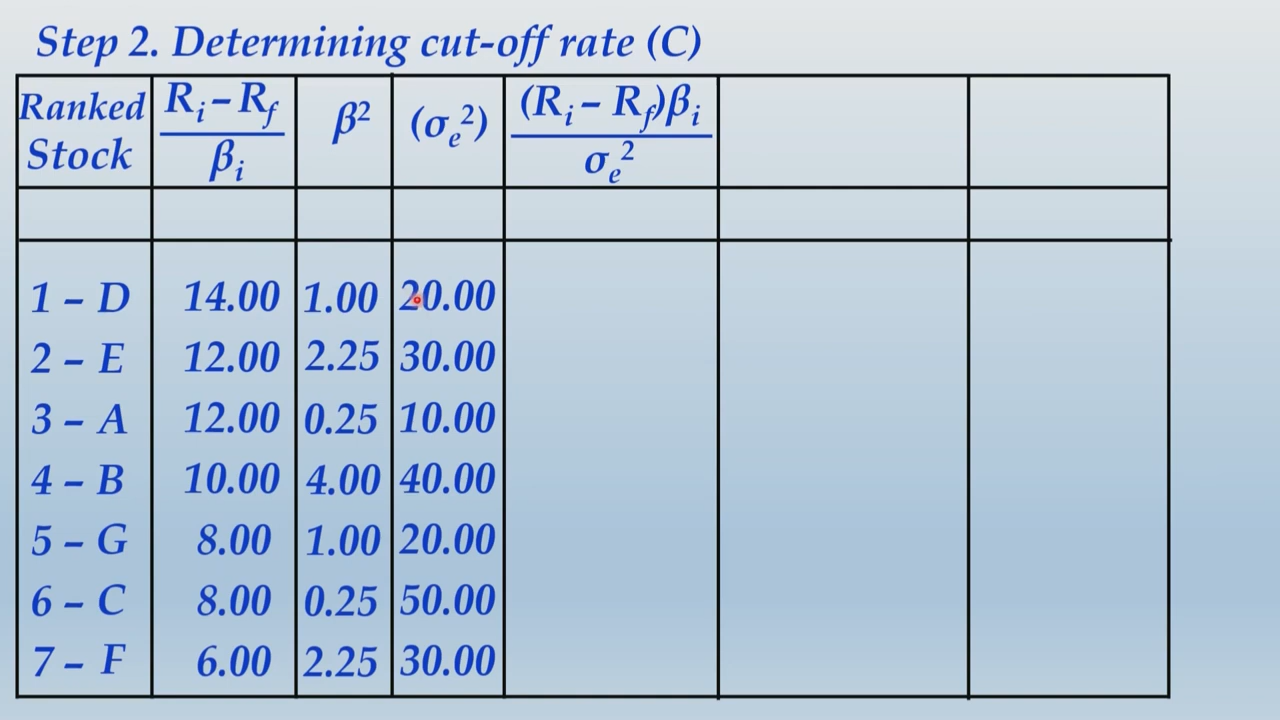 Step 2. Determining cut-off rate (C)
Ranked Stock | Ri – Rf / βi | β² | (σe²) | (Ri – Rf)βi / σe²
1 – D 14.00 1.00 20.00
2 – E 12.00 2.25 30.00
3 – A 12.00 0.25 10.00
4 – B 10.00 4.00 40.00
5 – G 8.00 1.00 20.00
6 – C 8.00 0.25 50.00
7 – F 6.00 2.25 30.00